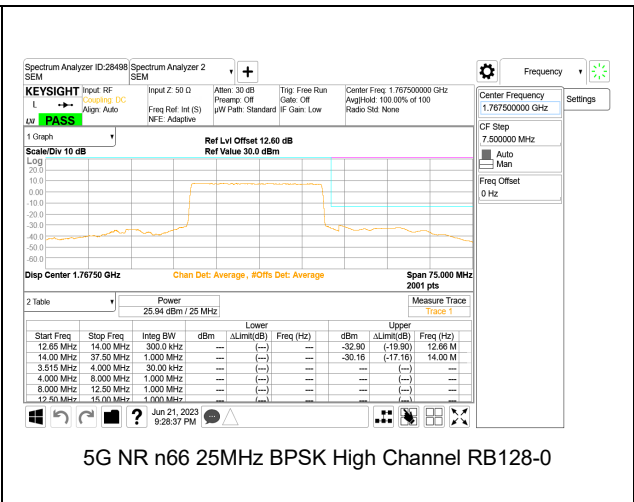 Spectrum Analyzer ID:28498 Spectrum Analyzer 2
SEM SEM
Frequency
KEYSIGHT Input: RF Input Z: 50 Ω Atten: 30 dB Trig: Free Run Center Freq: 1.767500000 GHz
L Coupling: DC Preamp: Off Gate: Off Avg|Hold: 100.00% of 100
Align: Auto Freq Ref: Int (S) µW Path: Standard IF Gain: Low Radio Std: None
LXI PASS NFE: Adaptive
Center Frequency
1.767500000 GHz
Settings
CF Step
7.500000 MHz
Auto
Man
Freq Offset
0 Hz
1 Graph
Ref Lvl Offset 12.60 dB
Scale/Div 10 dB Ref Value 30.0 dBm
Log
20.0
10.0
0.00
-10.0
-20.0
-30.0
-40.0
-50.0
-60.0
Disp Center 1.76750 GHz Chan Det: Average , #Offs Det: Average Span 75.000 MHz
2001 pts
2 Table Power Measure Trace
25.94 dBm / 25 MHz Trace 1
Lower Upper
Start Freq Stop Freq Integ BW dBm ΔLimit(dB) Freq (Hz) dBm ΔLimit(dB) Freq (Hz)
12.65 MHz 14.00 MHz 300.0 kHz --- (---) --- -32.90 (-19.90) 12.66 M
14.00 MHz 37.50 MHz 1.000 MHz --- (---) --- -30.16 (-17.16) 14.00 M
3.515 MHz 4.000 MHz 30.00 kHz --- (---) --- --- (---) ---
4.000 MHz 8.000 MHz 1.000 MHz --- (---) --- --- (---) ---
8.000 MHz 12.50 MHz 1.000 MHz --- (---) --- --- (---) ---
12.50 MHz 15.00 MHz 1.000 MHz --- (---) --- --- (---) ---
? Jun 21, 2023
9:28:37 PM
5G NR n66 25MHz BPSK High Channel RB128-0